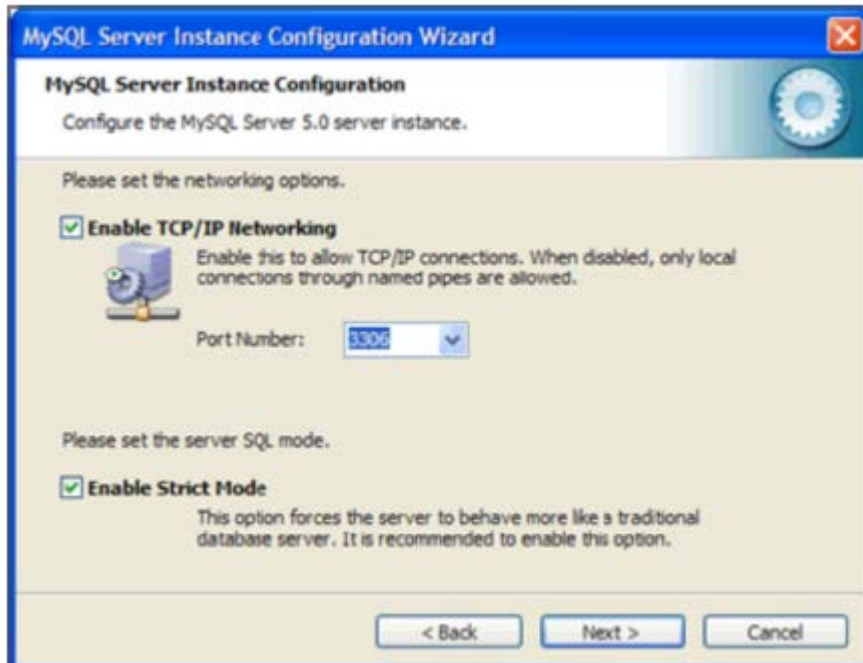 MySQL Server Instance Configuration Wizard
MySQL Server Instance Configuration
Configure the MySQL Server 5.0 server instance.
Please set the networking options.
Enable TCP/IP Networking
Enable this to allow TCP/IP connections. When disabled, only local
connections through named pipes are allowed.
Port Number: 3306
Please set the server SQL mode.
Enable Strict Mode
This option forces the server to behave more like a traditional
database server. It is recommended to enable this option.
< Back Next > Cancel